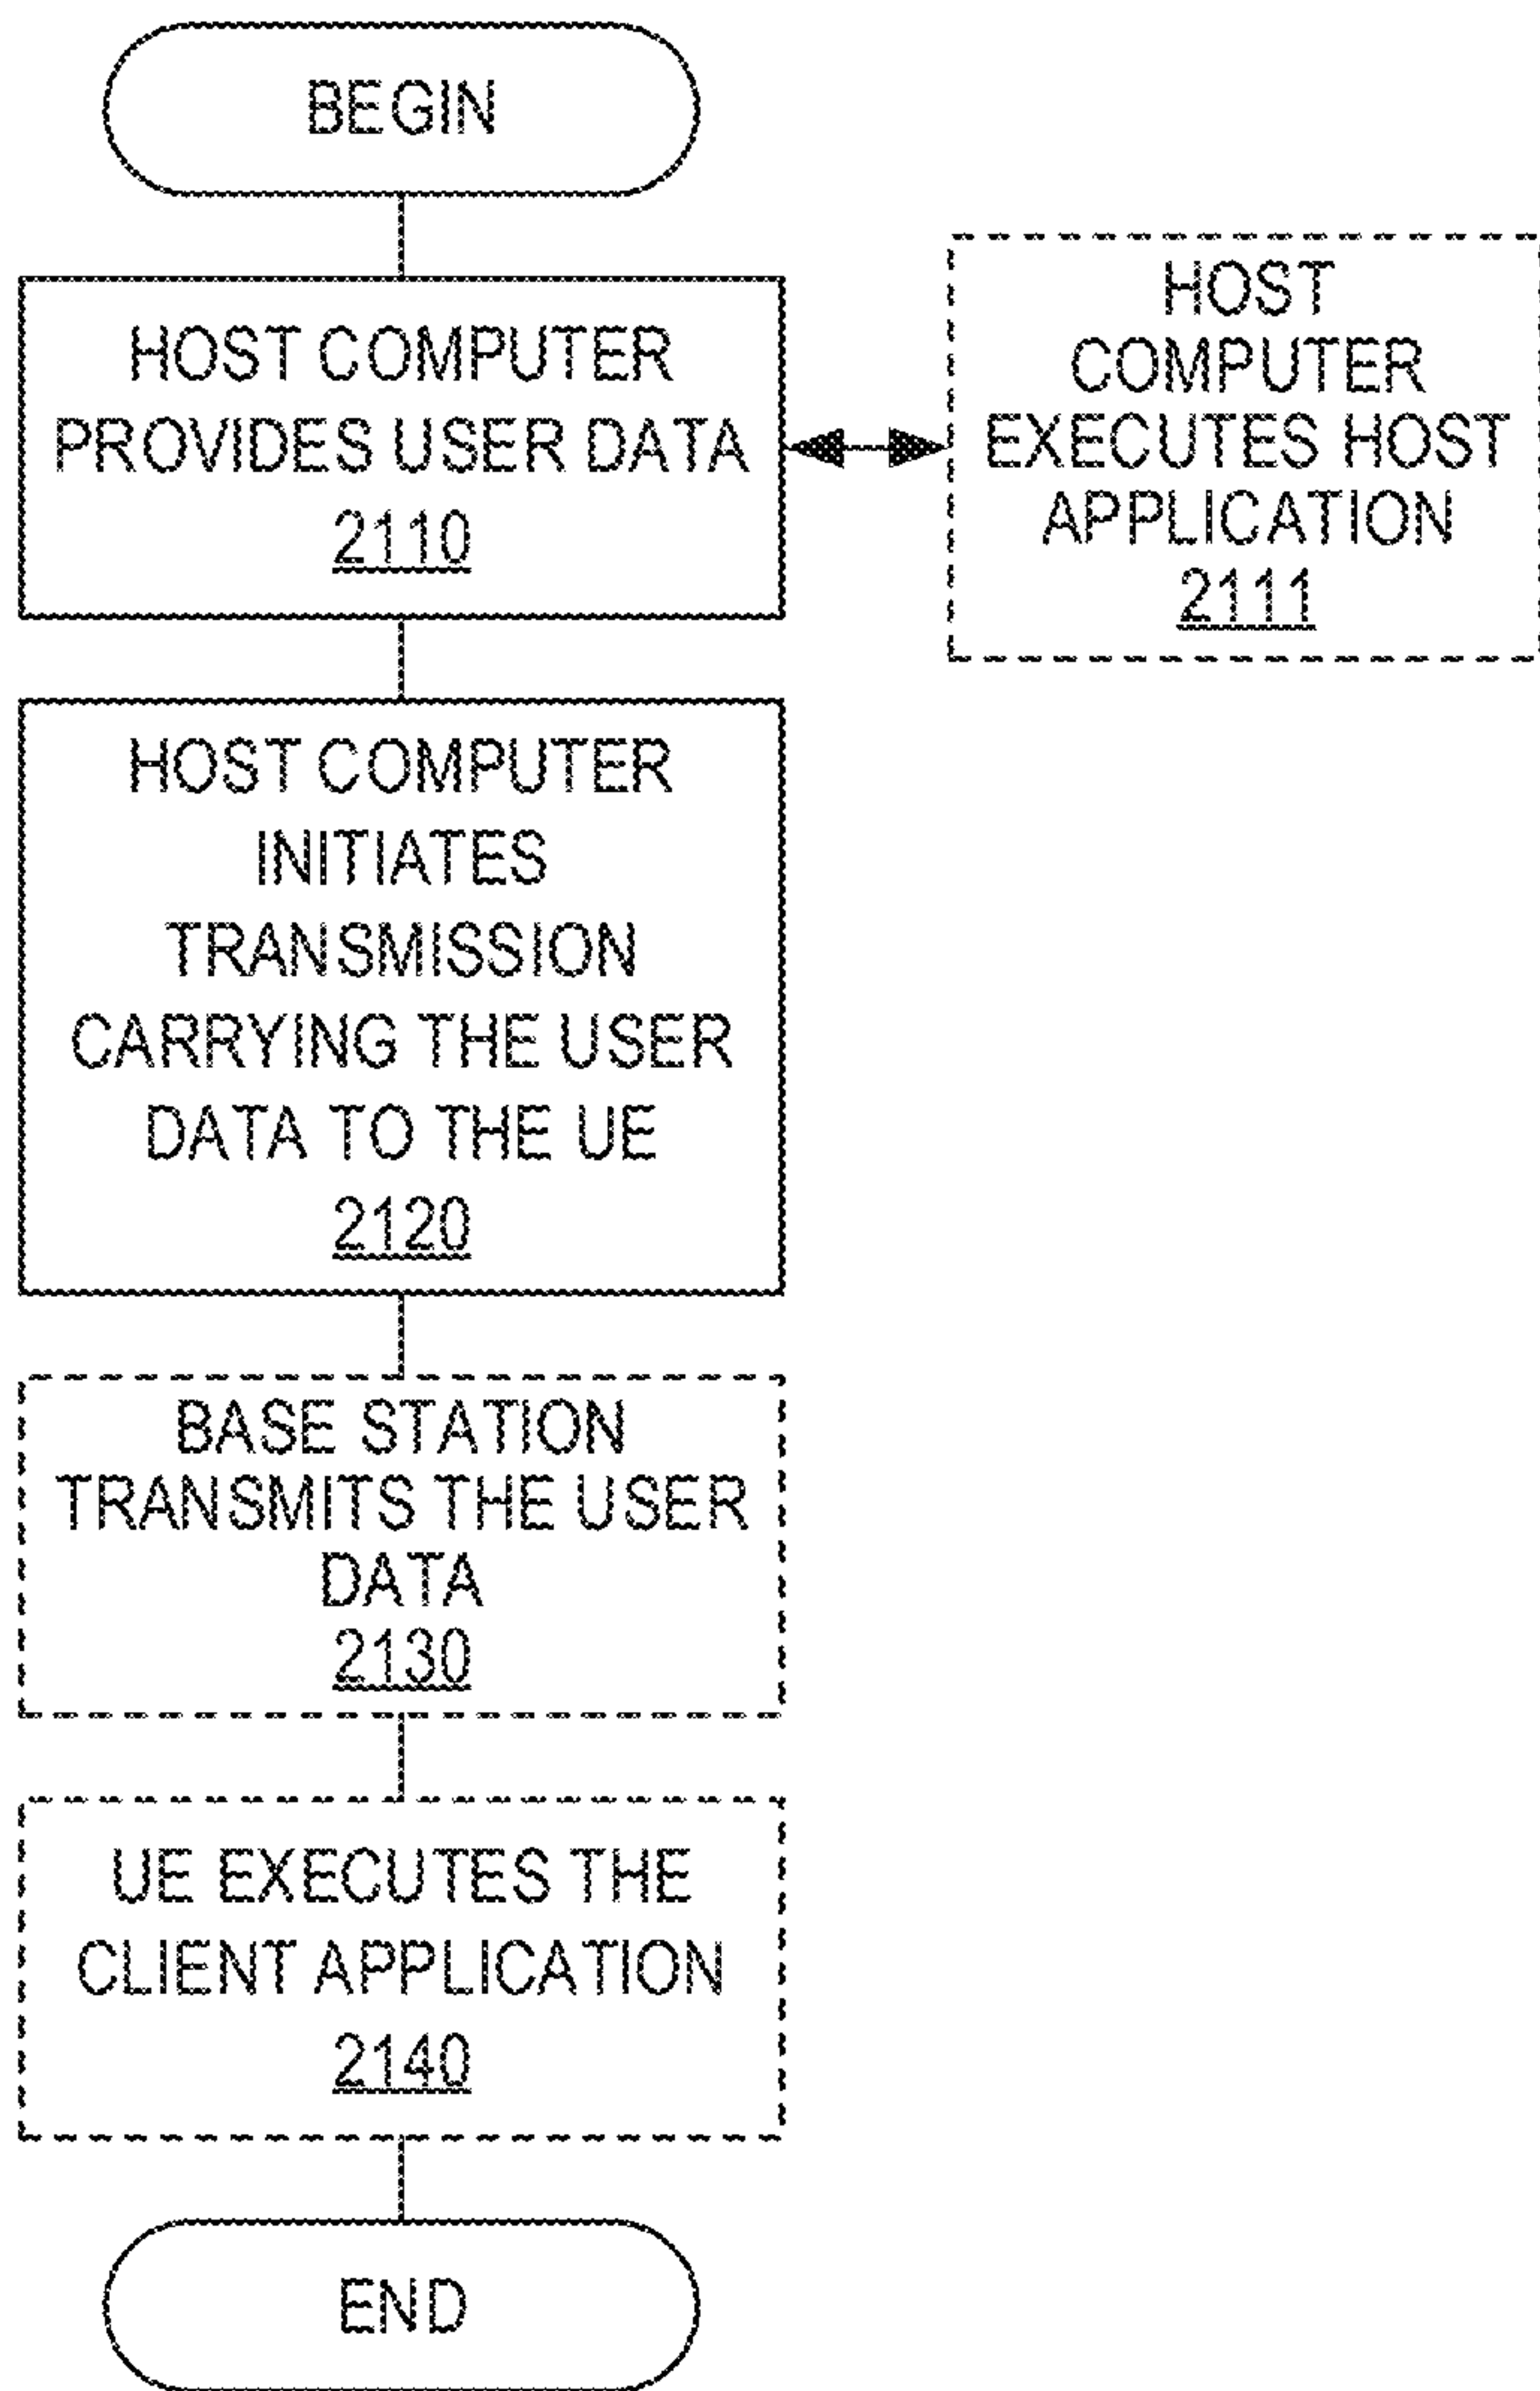 BEGIN
HOST COMPUTER
PROVIDES USER DATA
2110
HOST
COMPUTER
EXECUTES HOST
APPLICATION
2111
HOST COMPUTER
INITIATES
TRANSMISSION
CARRYING THE USER
DATA TO THE UE
2120
BASE STATION
TRANSMITS THE USER
DATA
2130
UE EXECUTES THE
CLIENT APPLICATION
2140
END